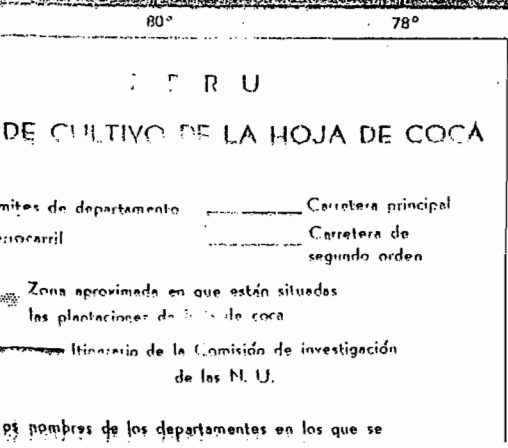 80° 78°
R U
DE CULTIVO DE LA HOJA DE COCA
mites de departamento Carretera principal
rrocarril Carretera de
segundo orden
Zona aproximada en que están situadas
las plantaciones de de coca
Itinerario de la Comisión de investigación
de las N. U.
os nombres de los departamentos en los que se